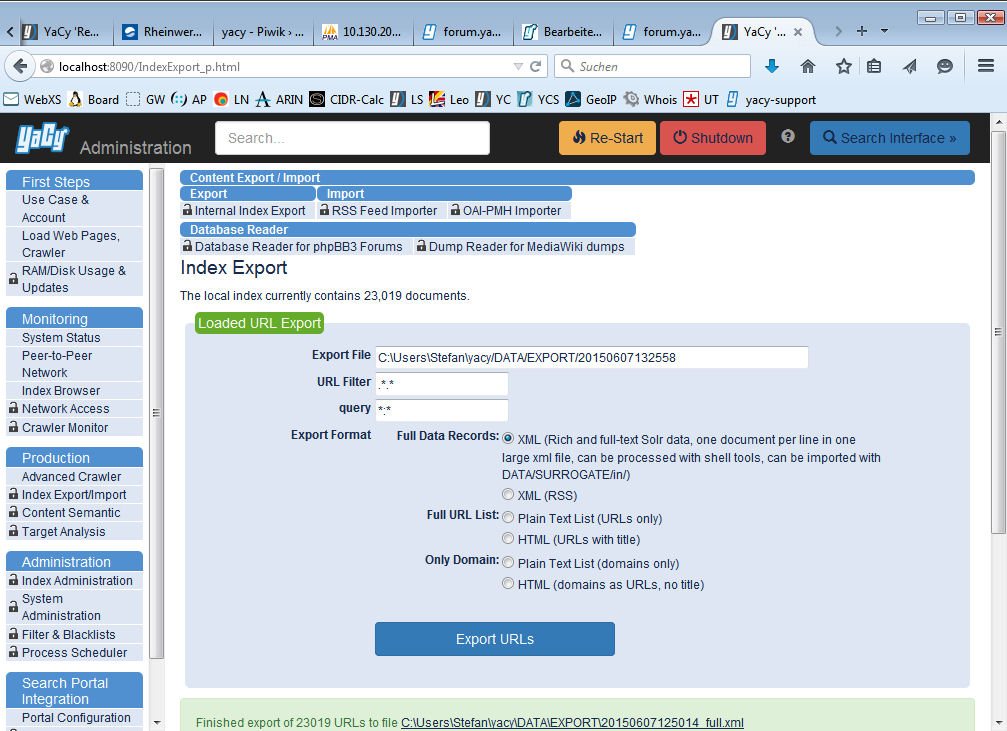 YaCy 'Re...
Rheinwer...
yacy - Piwik › ...
10.130.20...
forum.ya...
Bearbeite...
forum.ya...
YaCy '...
localhost:8090/IndexExport_p.html
Suchen
WebXS
Board
GW
AP
LN
ARIN
CIDR-Calc
LS
Leo
YC
YCS
GeoIP
Whois
UT
yacy-support
YaCy
Administration
Search...
Re-Start
Shutdown
Search Interface »
First Steps
Use Case &
Account
Load Web Pages,
Crawler
RAM/Disk Usage &
Updates
Monitoring
System Status
Peer-to-Peer
Network
Index Browser
Network Access
Crawler Monitor
Production
Advanced Crawler
Index Export/Import
Content Semantic
Target Analysis
Administration
Index Administration
System
Administration
Filter & Blacklists
Process Scheduler
Search Portal
Integration
Portal Configuration
Content Export / Import
Export
Import
Internal Index Export
RSS Feed Importer
OAI-PMH Importer
Database Reader
Database Reader for phpBB3 Forums
Dump Reader for MediaWiki dumps
Index Export
The local index currently contains 23,019 documents.
Loaded URL Export
Export File
C:\Users\Stefan\yacy/DATA/EXPORT/20150607132558
URL Filter
.*.*
query
*:*
Export Format
Full Data Records:
XML (Rich and full-text Solr data, one document per line in one
large xml file, can be processed with shell tools, can be imported with
DATA/SURROGATE/in/)
XML (RSS)
Full URL List:
Plain Text List (URLs only)
HTML (URLs with title)
Only Domain:
Plain Text List (domains only)
HTML (domains as URLs, no title)
Export URLs
Finished export of 23019 URLs to file C:\Users\Stefan\yacy\DATA\EXPORT\20150607125014_full.xml